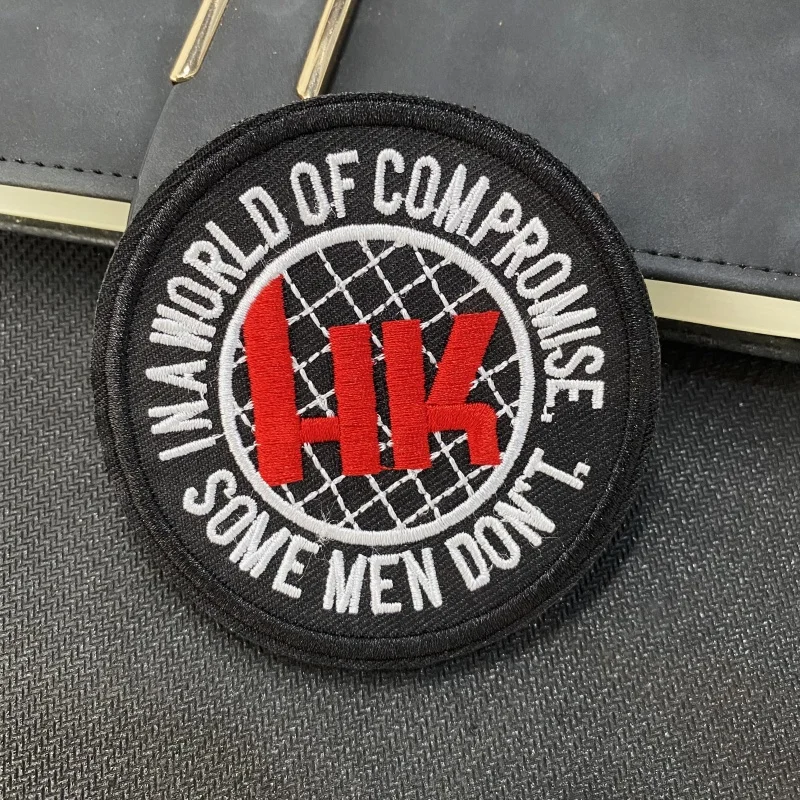 IN A WORLD OF COMPROMISE.
HK
SOME MEN DON'T.